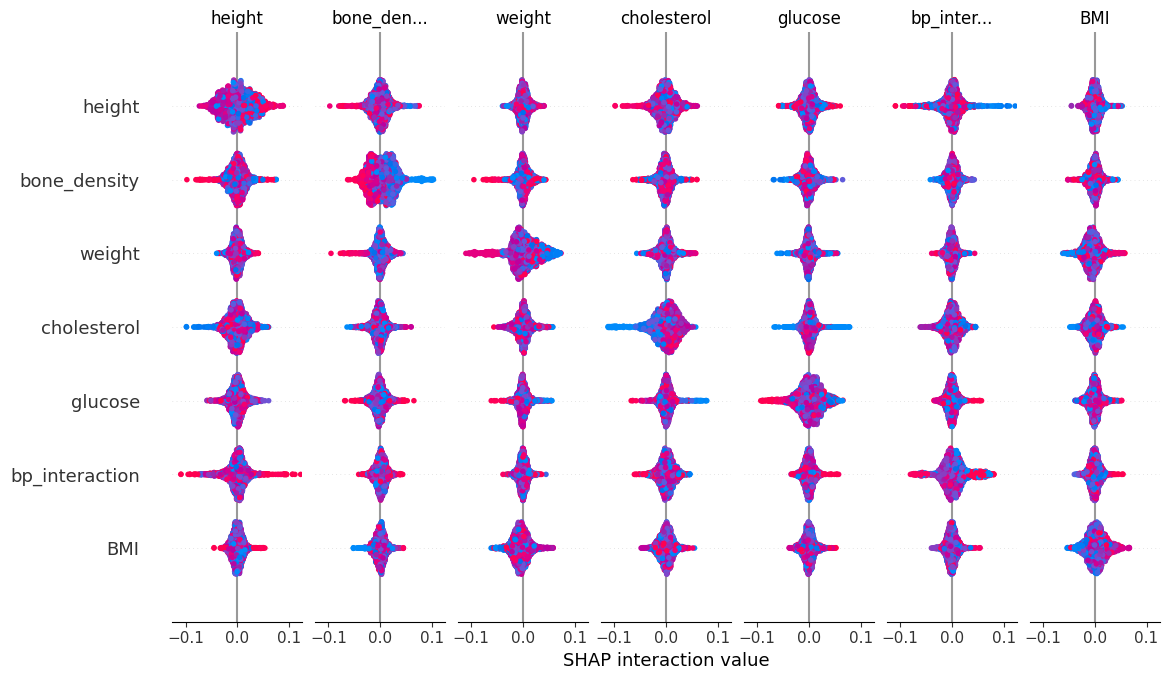 height bone_den... weight cholesterol glucose bp_inter... BMI
height
bone_density
weight
cholesterol
glucose
bp_interaction
BMI
−0.1 0.0 0.1 −0.1 0.0 0.1 −0.1 0.0 0.1 −0.1 0.0 0.1 −0.1 0.0 0.1 −0.1 0.0 0.1 −0.1 0.0 0.1
SHAP interaction value